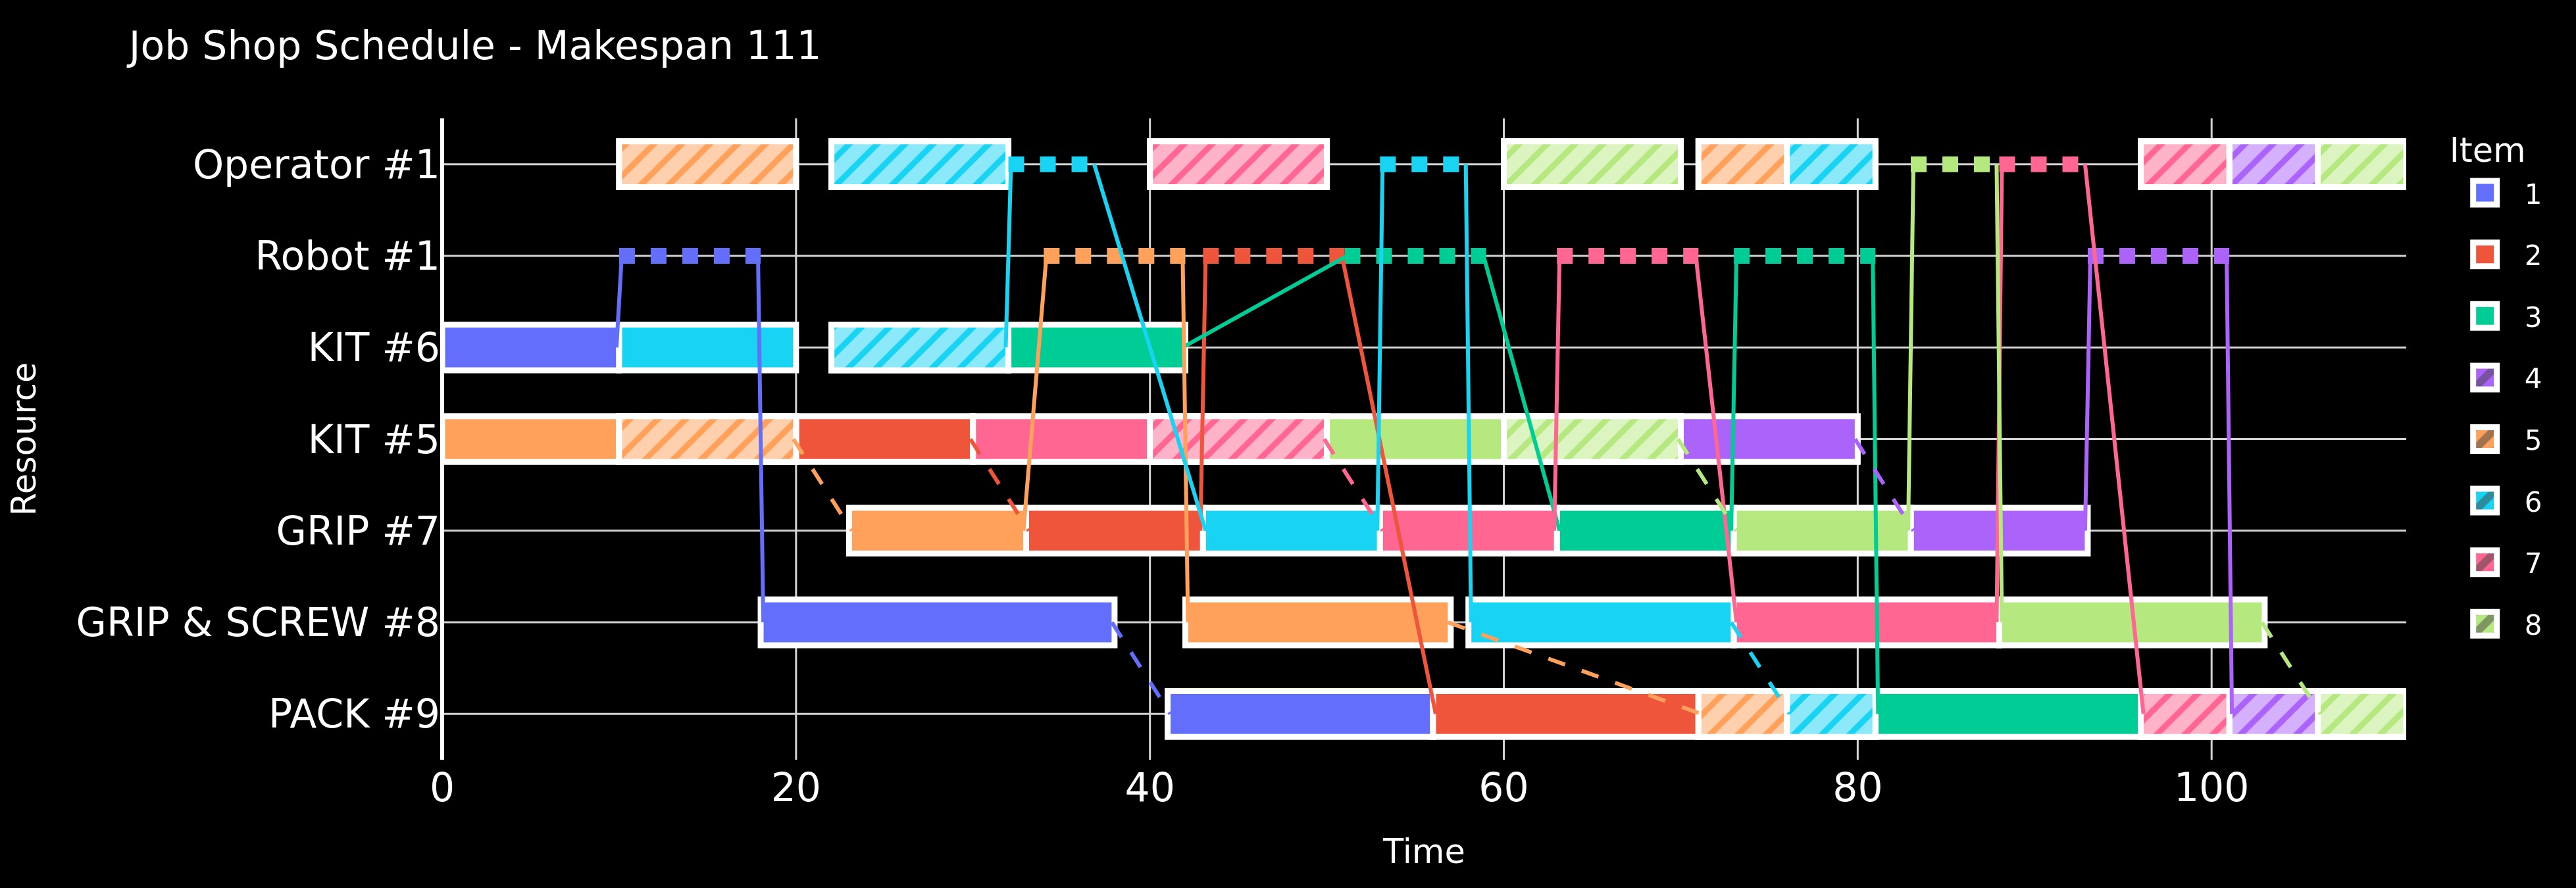 Job Shop Schedule - Makespan 111
Operator #1
Robot #1
KIT #6
KIT #5
GRIP #7
GRIP & SCREW #8
PACK #9
Resource
0 20 40 60 80 100
Time
Item
1
2
3
4
5
6
7
8